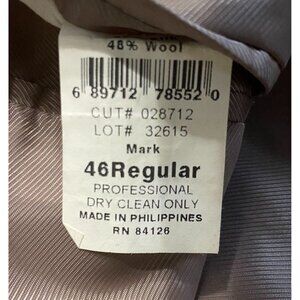 48% Wool
6 89712 78552 0
CUT# 028712
LOT# 32615
Mark
46Regular
PROFESSIONAL
DRY CLEAN ONLY
MADE IN PHILIPPINES
RN 84126